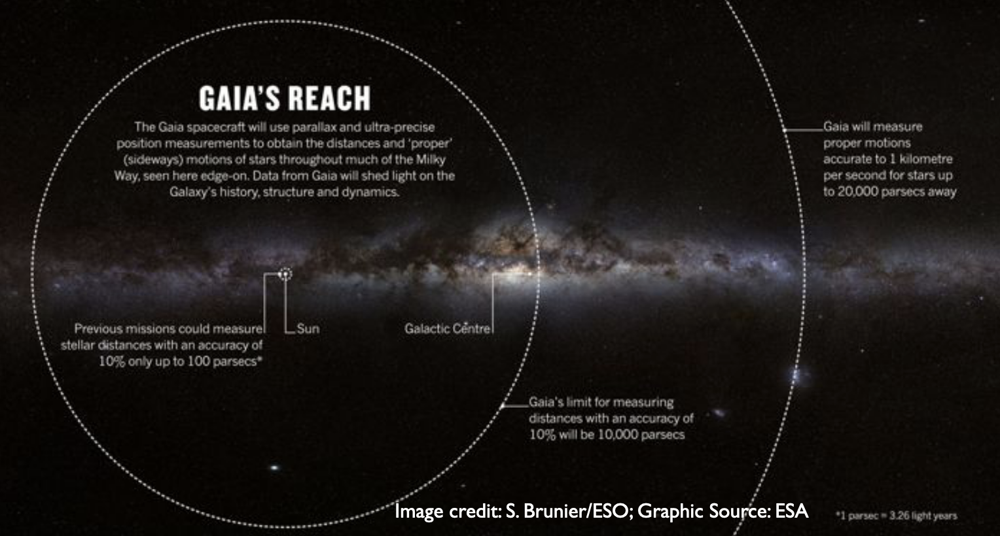 GAIA'S REACH
The Gaia spacecraft will use parallax and ultra-precise
position measurements to obtain the distances and ‘proper’
(sideways) motions of stars throughout much of the Milky
Way, seen here edge-on. Data from Gaia will shed light on the
Galaxy's history, structure and dynamics.
Gaia will measure
proper motions
accurate to 1 kilometre
per second for stars up
to 20,000 parsecs away
Previous missions could measure
stellar distances with an accuracy of
10% only up to 100 parsecs*
Sun
Galactic Centre
Gaia's limit for measuring
distances with an accuracy of
10% will be 10,000 parsecs
Image credit: S. Brunier/ESO; Graphic Source: ESA
*1 parsec = 3.26 light years